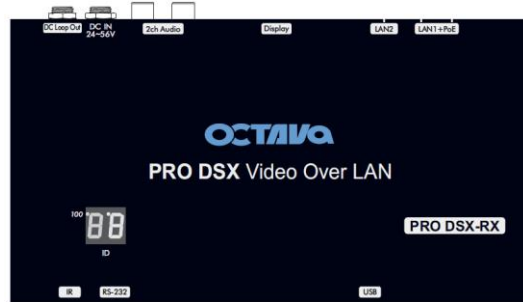 DC Loop Out DC IN 24~56V 2ch Audio Display LAN2 LAN1+PoE
OCTAVA
PRO DSX Video Over LAN
100 88
ID
PRO DSX-RX
IR RS-232 USB